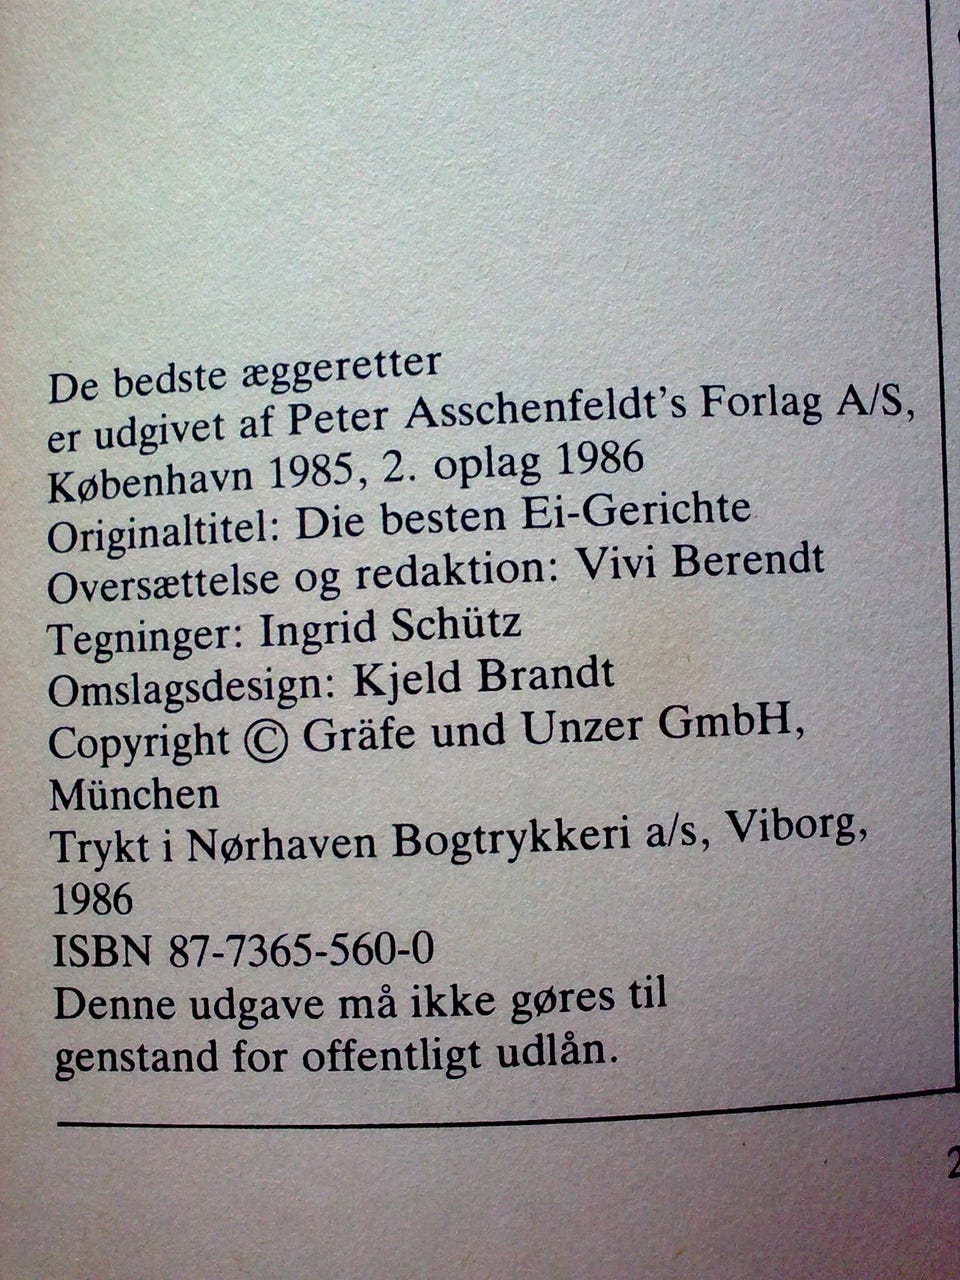 De bedste æggeretter
er udgivet af Peter Asschenfeldt's Forlag A/S,
København 1985, 2. oplag 1986
Originaltitel: Die besten Ei-Gerichte
Oversættelse og redaktion: Vivi Berendt
Tegninger: Ingrid Schütz
Omslagsdesign: Kjeld Brandt
Copyright © Gräfe und Unzer GmbH,
München
Trykt i Nørhaven Bogtrykkeri a/s, Viborg,
1986
ISBN 87-7365-560-0
Denne udgave må ikke gøres til
genstand for offentligt udlån.
2